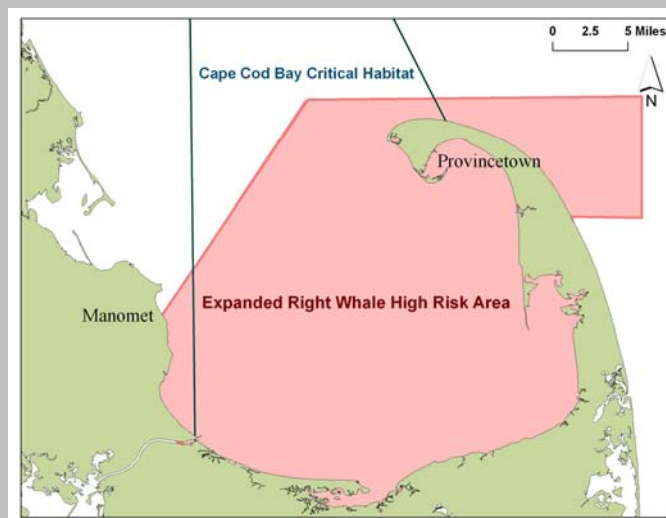 0 2.5 5 Miles
Cape Cod Bay Critical Habitat
N
Provincetown
Expanded Right Whale High Risk Area
Manomet